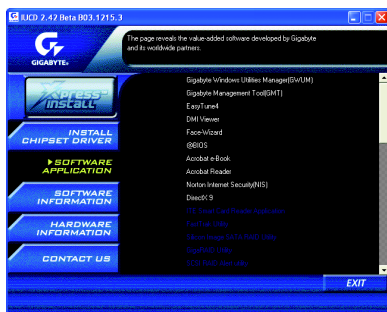 IUCD 2.42 Beta B03.1215.3
GIGABYTE
The page reveals the value-added software developed by Gigabyte
and its worldwide partners.
Xpress
Install
INSTALL
CHIPSET DRIVER
SOFTWARE
APPLICATION
SOFTWARE
INFORMATION
HARDWARE
INFORMATION
CONTACT US
Gigabyte Windows Utilities Manager(GWUM)
Gigabyte Management Tool(GMT)
EasyTune4
DMI Viewer
Face-Wizard
@BIOS
Acrobat e-Book
Acrobat Reader
Norton Internet Security(NIS)
DirectX 9
EXIT